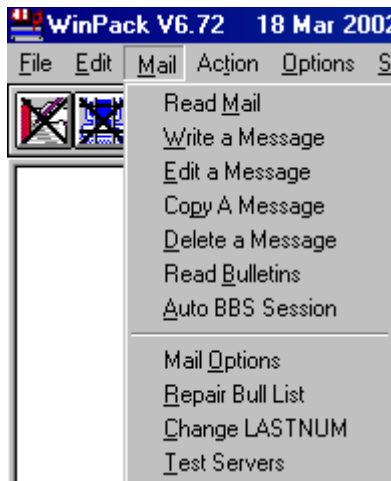 WinPack V6.72 18 Mar 2002
File Edit Mail Action Options S
Read Mail
Write a Message
Edit a Message
Copy A Message
Delete a Message
Read Bulletins
Auto BBS Session
Mail Options
Repair Bull List
Change LASTNUM
Test Servers